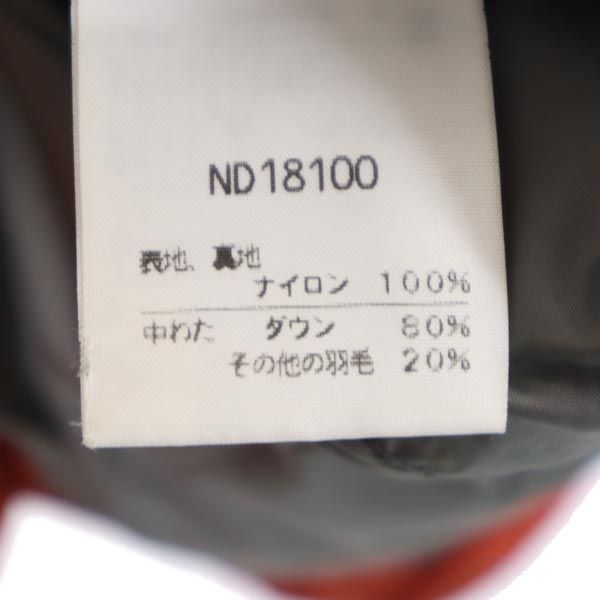 ND18100
表地、裏地
ナイロン 100%
中わた ダウン 80%
その他の羽毛 20%